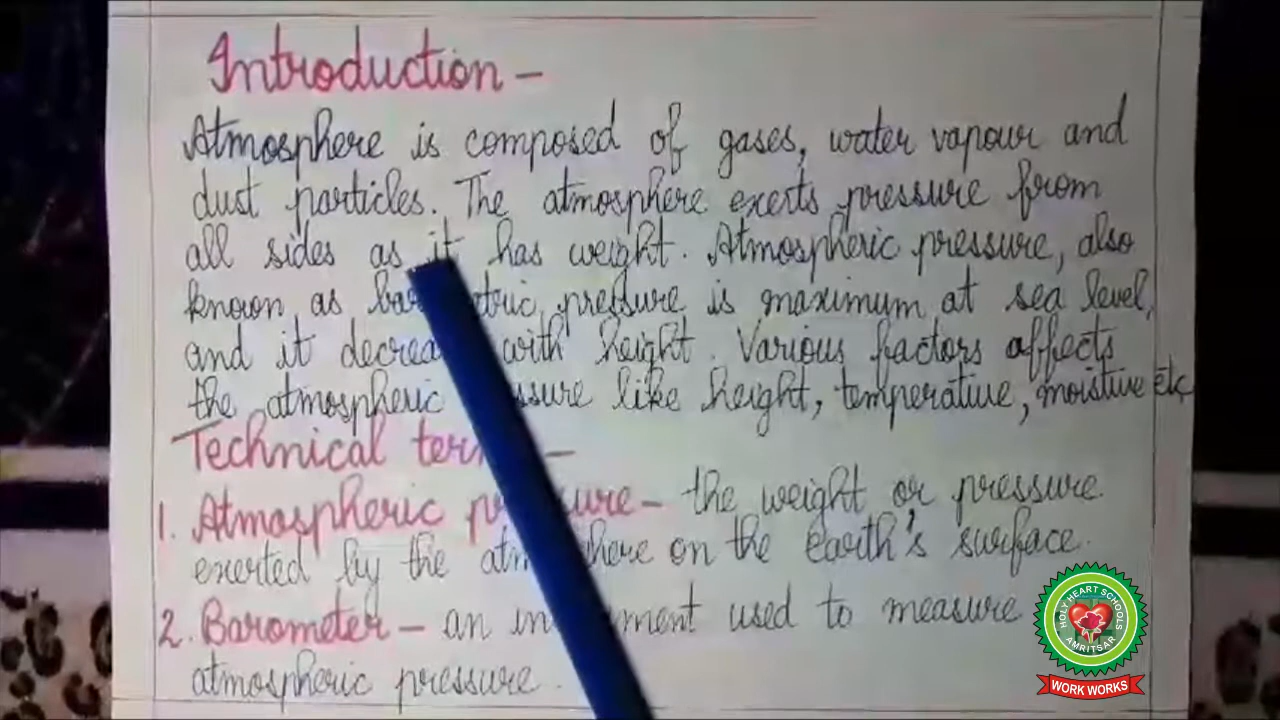 Introduction -
Atmosphere is composed of gases, water vapour and
dust particles. The atmosphere exerts pressure from
all sides as it has weight. Atmospheric pressure, also
known as pressure is maximum at sea level,
and it with height. Various factors affects
the atmospheric like height, temperature, moisture etc
Technical -
1. Atmospheric - the weight or pressure
exerted by the on the earth's surface.
2. Barometer - an used to measure
atmospheric pressure.
HOLY HEART SCHOOLS
AMRITSAR
WORK WORKS